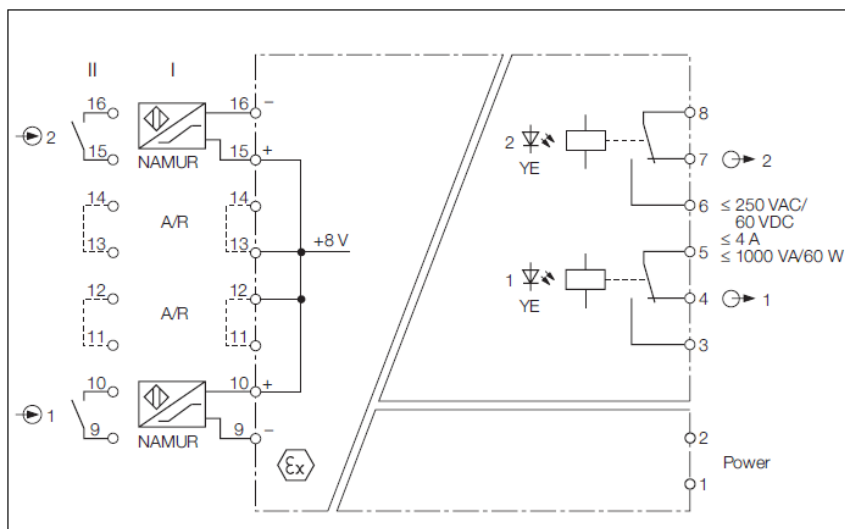 II I
16 16 −
2
15 NAMUR 15 +
14 A/R 14
13 13 +8 V
12 A/R 12
11 11
10 10 +
1
9 NAMUR 9 −
Ex
8
2 YE
7 2
6 ≤ 250 VAC/
60 VDC
≤ 4 A
5 ≤ 1000 VA/60 W
1 YE
4 1
3
2
Power
1